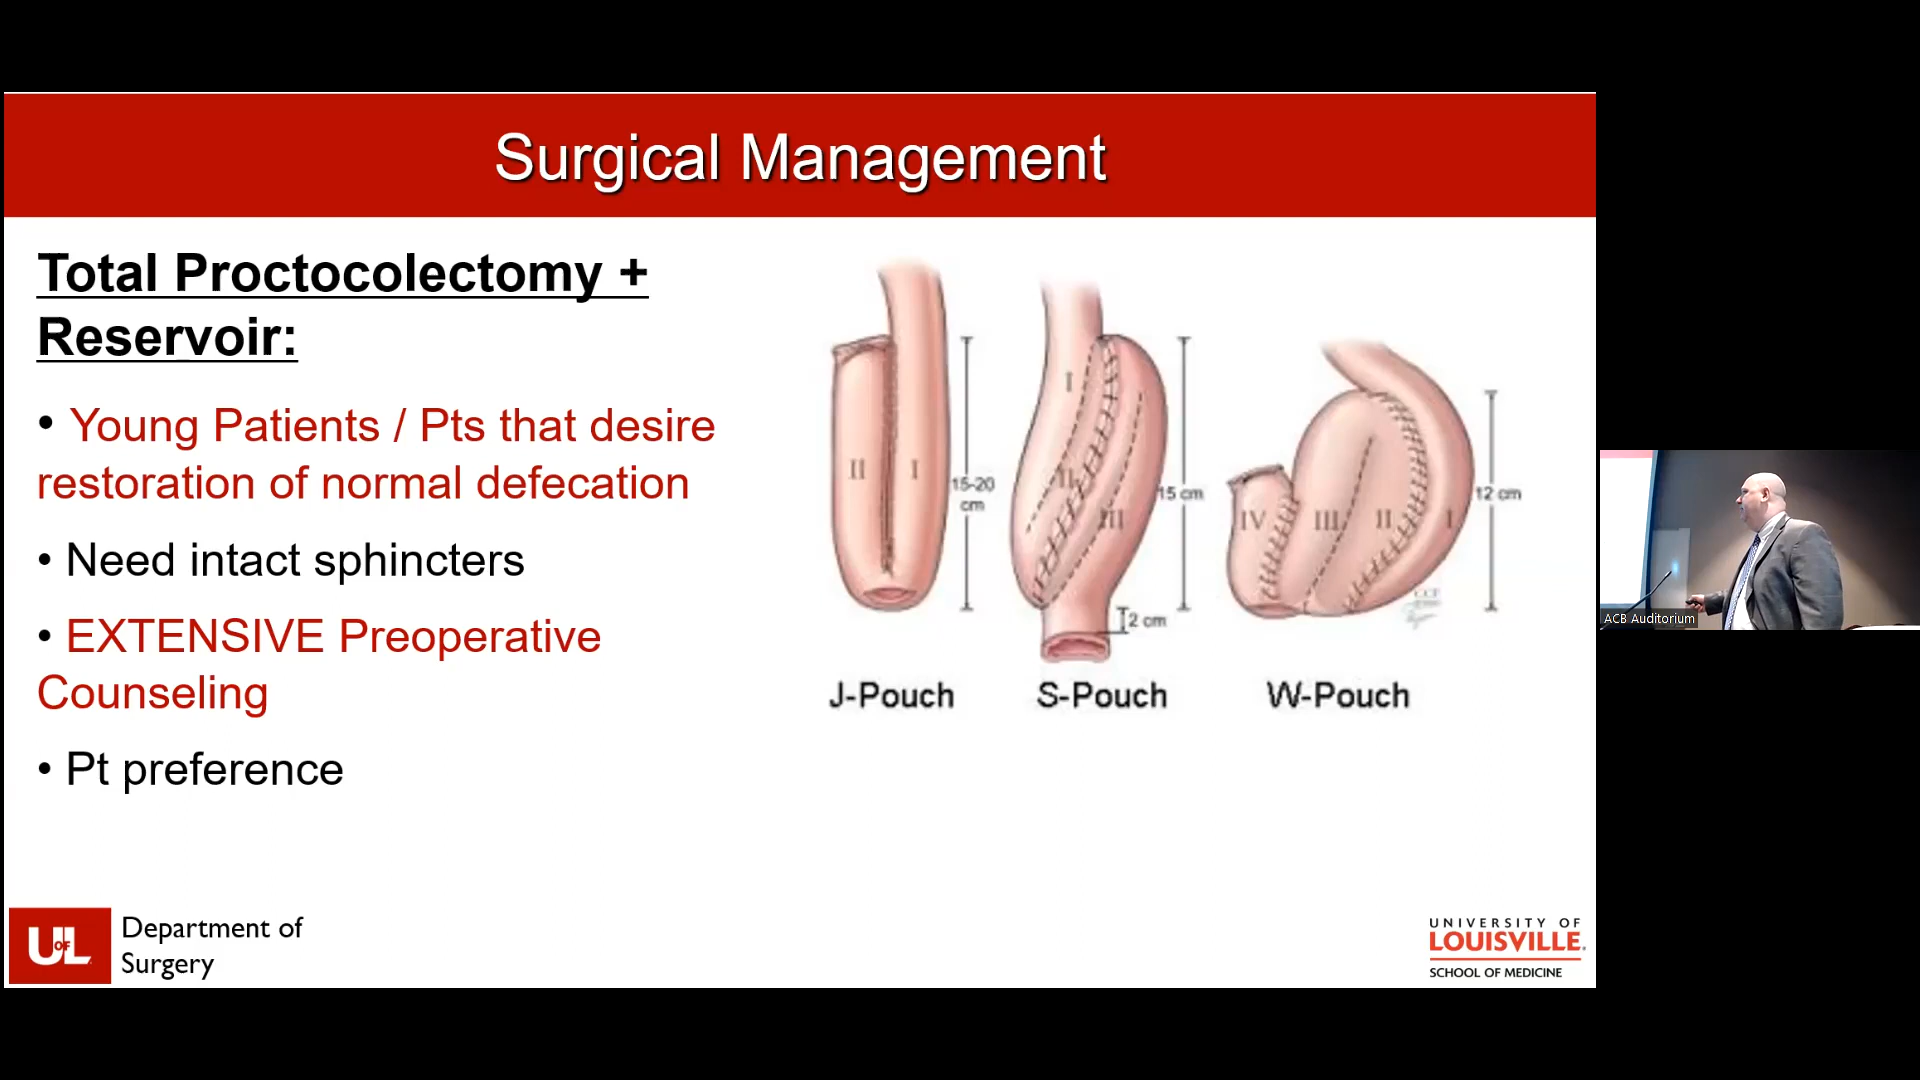 Surgical Management
Total Proctocolectomy +
Reservoir:
• Young Patients / Pts that desire
restoration of normal defecation
• Need intact sphincters
• EXTENSIVE Preoperative
Counseling
• Pt preference
II
I
15-20
cm
I
II
III
15 cm
2 cm
IV
III
II
I
12 cm
J-Pouch
S-Pouch
W-Pouch
UofL
Department of
Surgery
UNIVERSITY OF
LOUISVILLE.
SCHOOL OF MEDICINE
ACB Auditorium